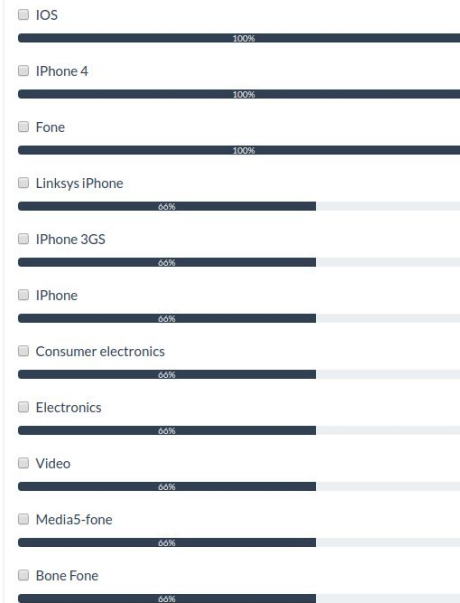 IOS
100%
IPhone 4
100%
Fone
100%
Linksys iPhone
66%
IPhone 3GS
66%
IPhone
66%
Consumer electronics
66%
Electronics
66%
Video
66%
Media5-fone
66%
Bone Fone
66%